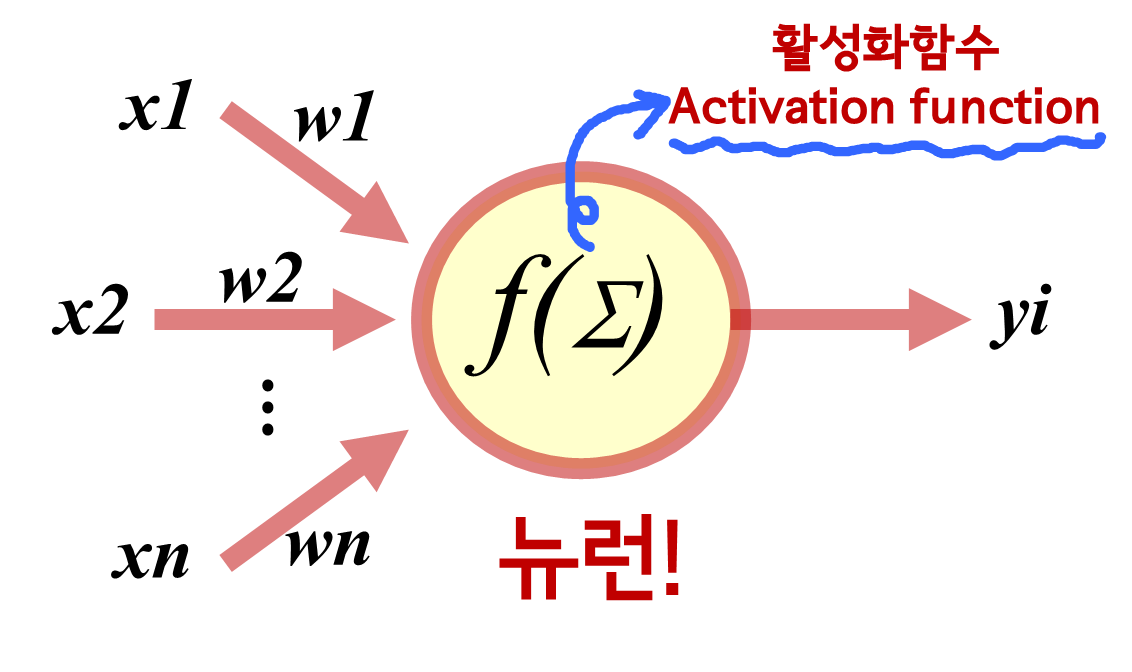 활성화함수
Activation function
x1
w1
x2
w2
f(Σ)
yi
⋮
xn
wn
뉴런!